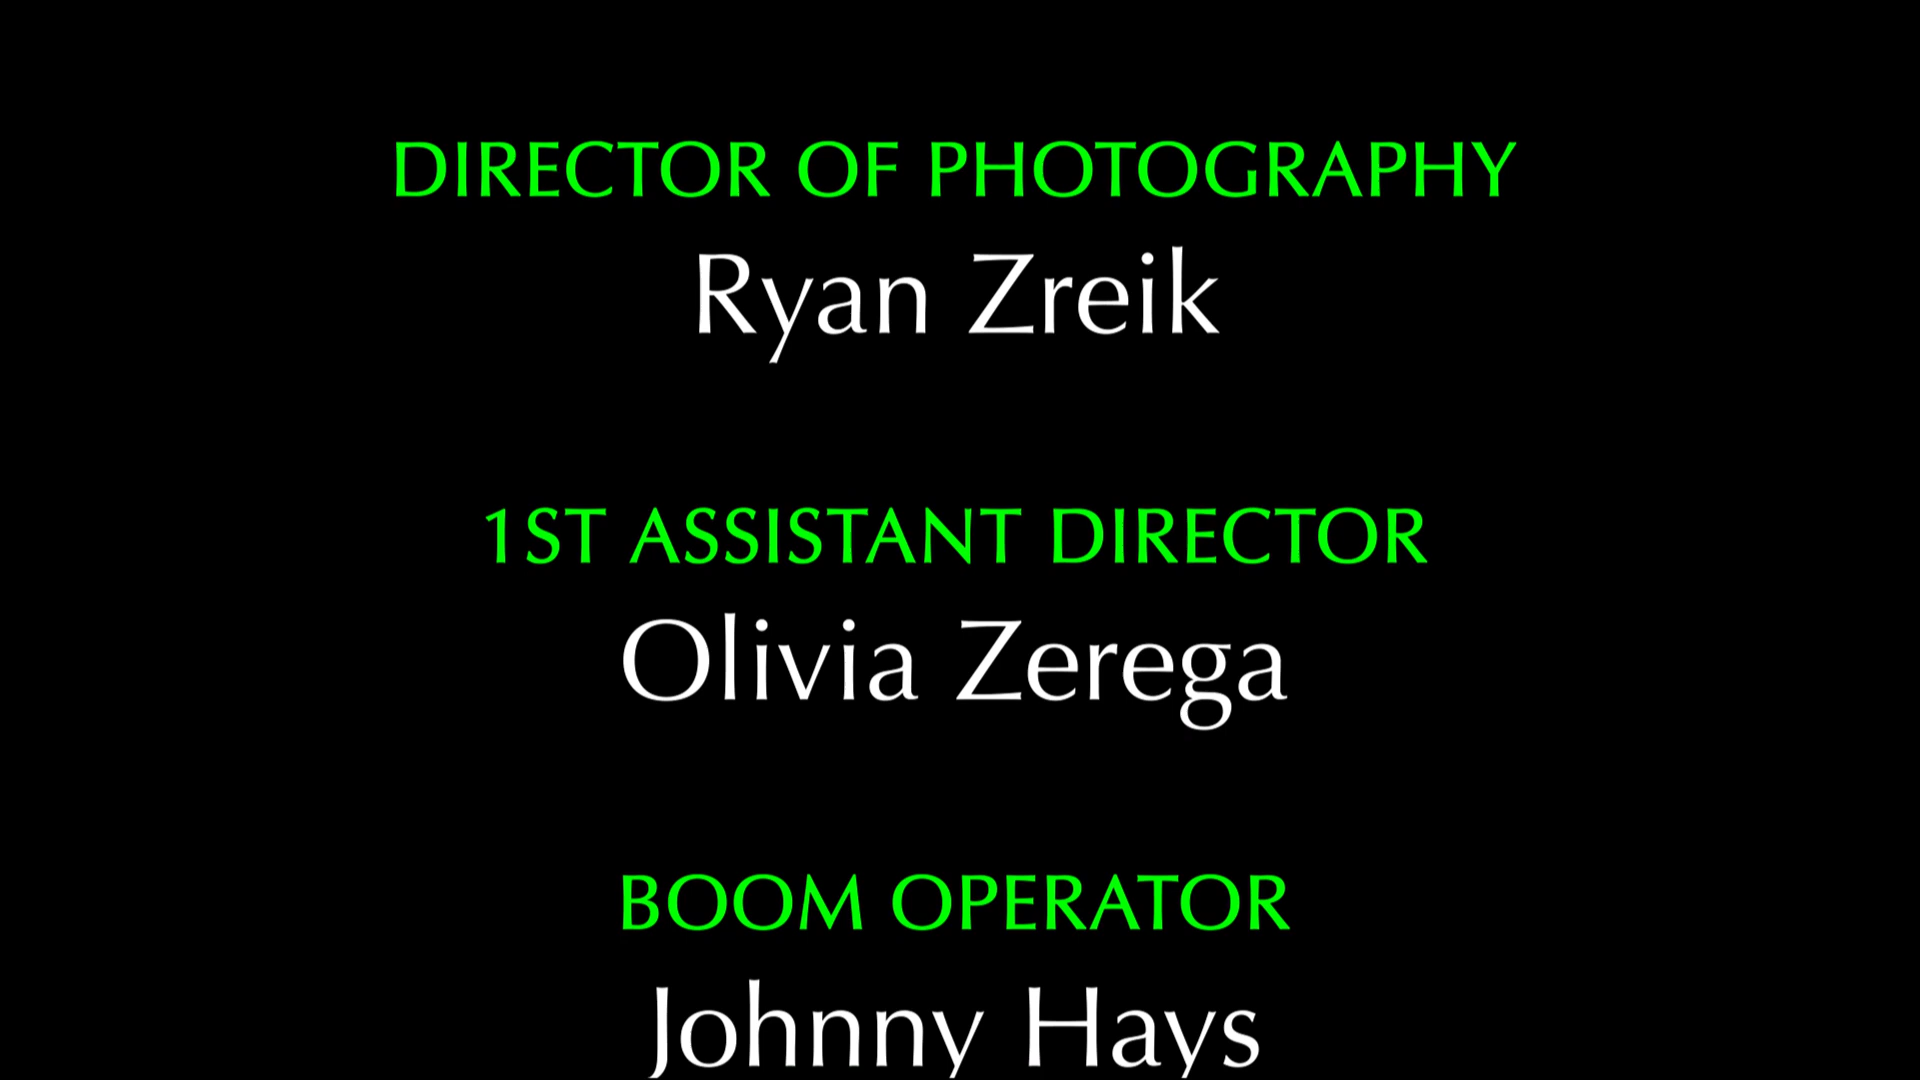 DIRECTOR OF PHOTOGRAPHY
Ryan Zreik
1ST ASSISTANT DIRECTOR
Olivia Zerega
BOOM OPERATOR
Johnny Hays